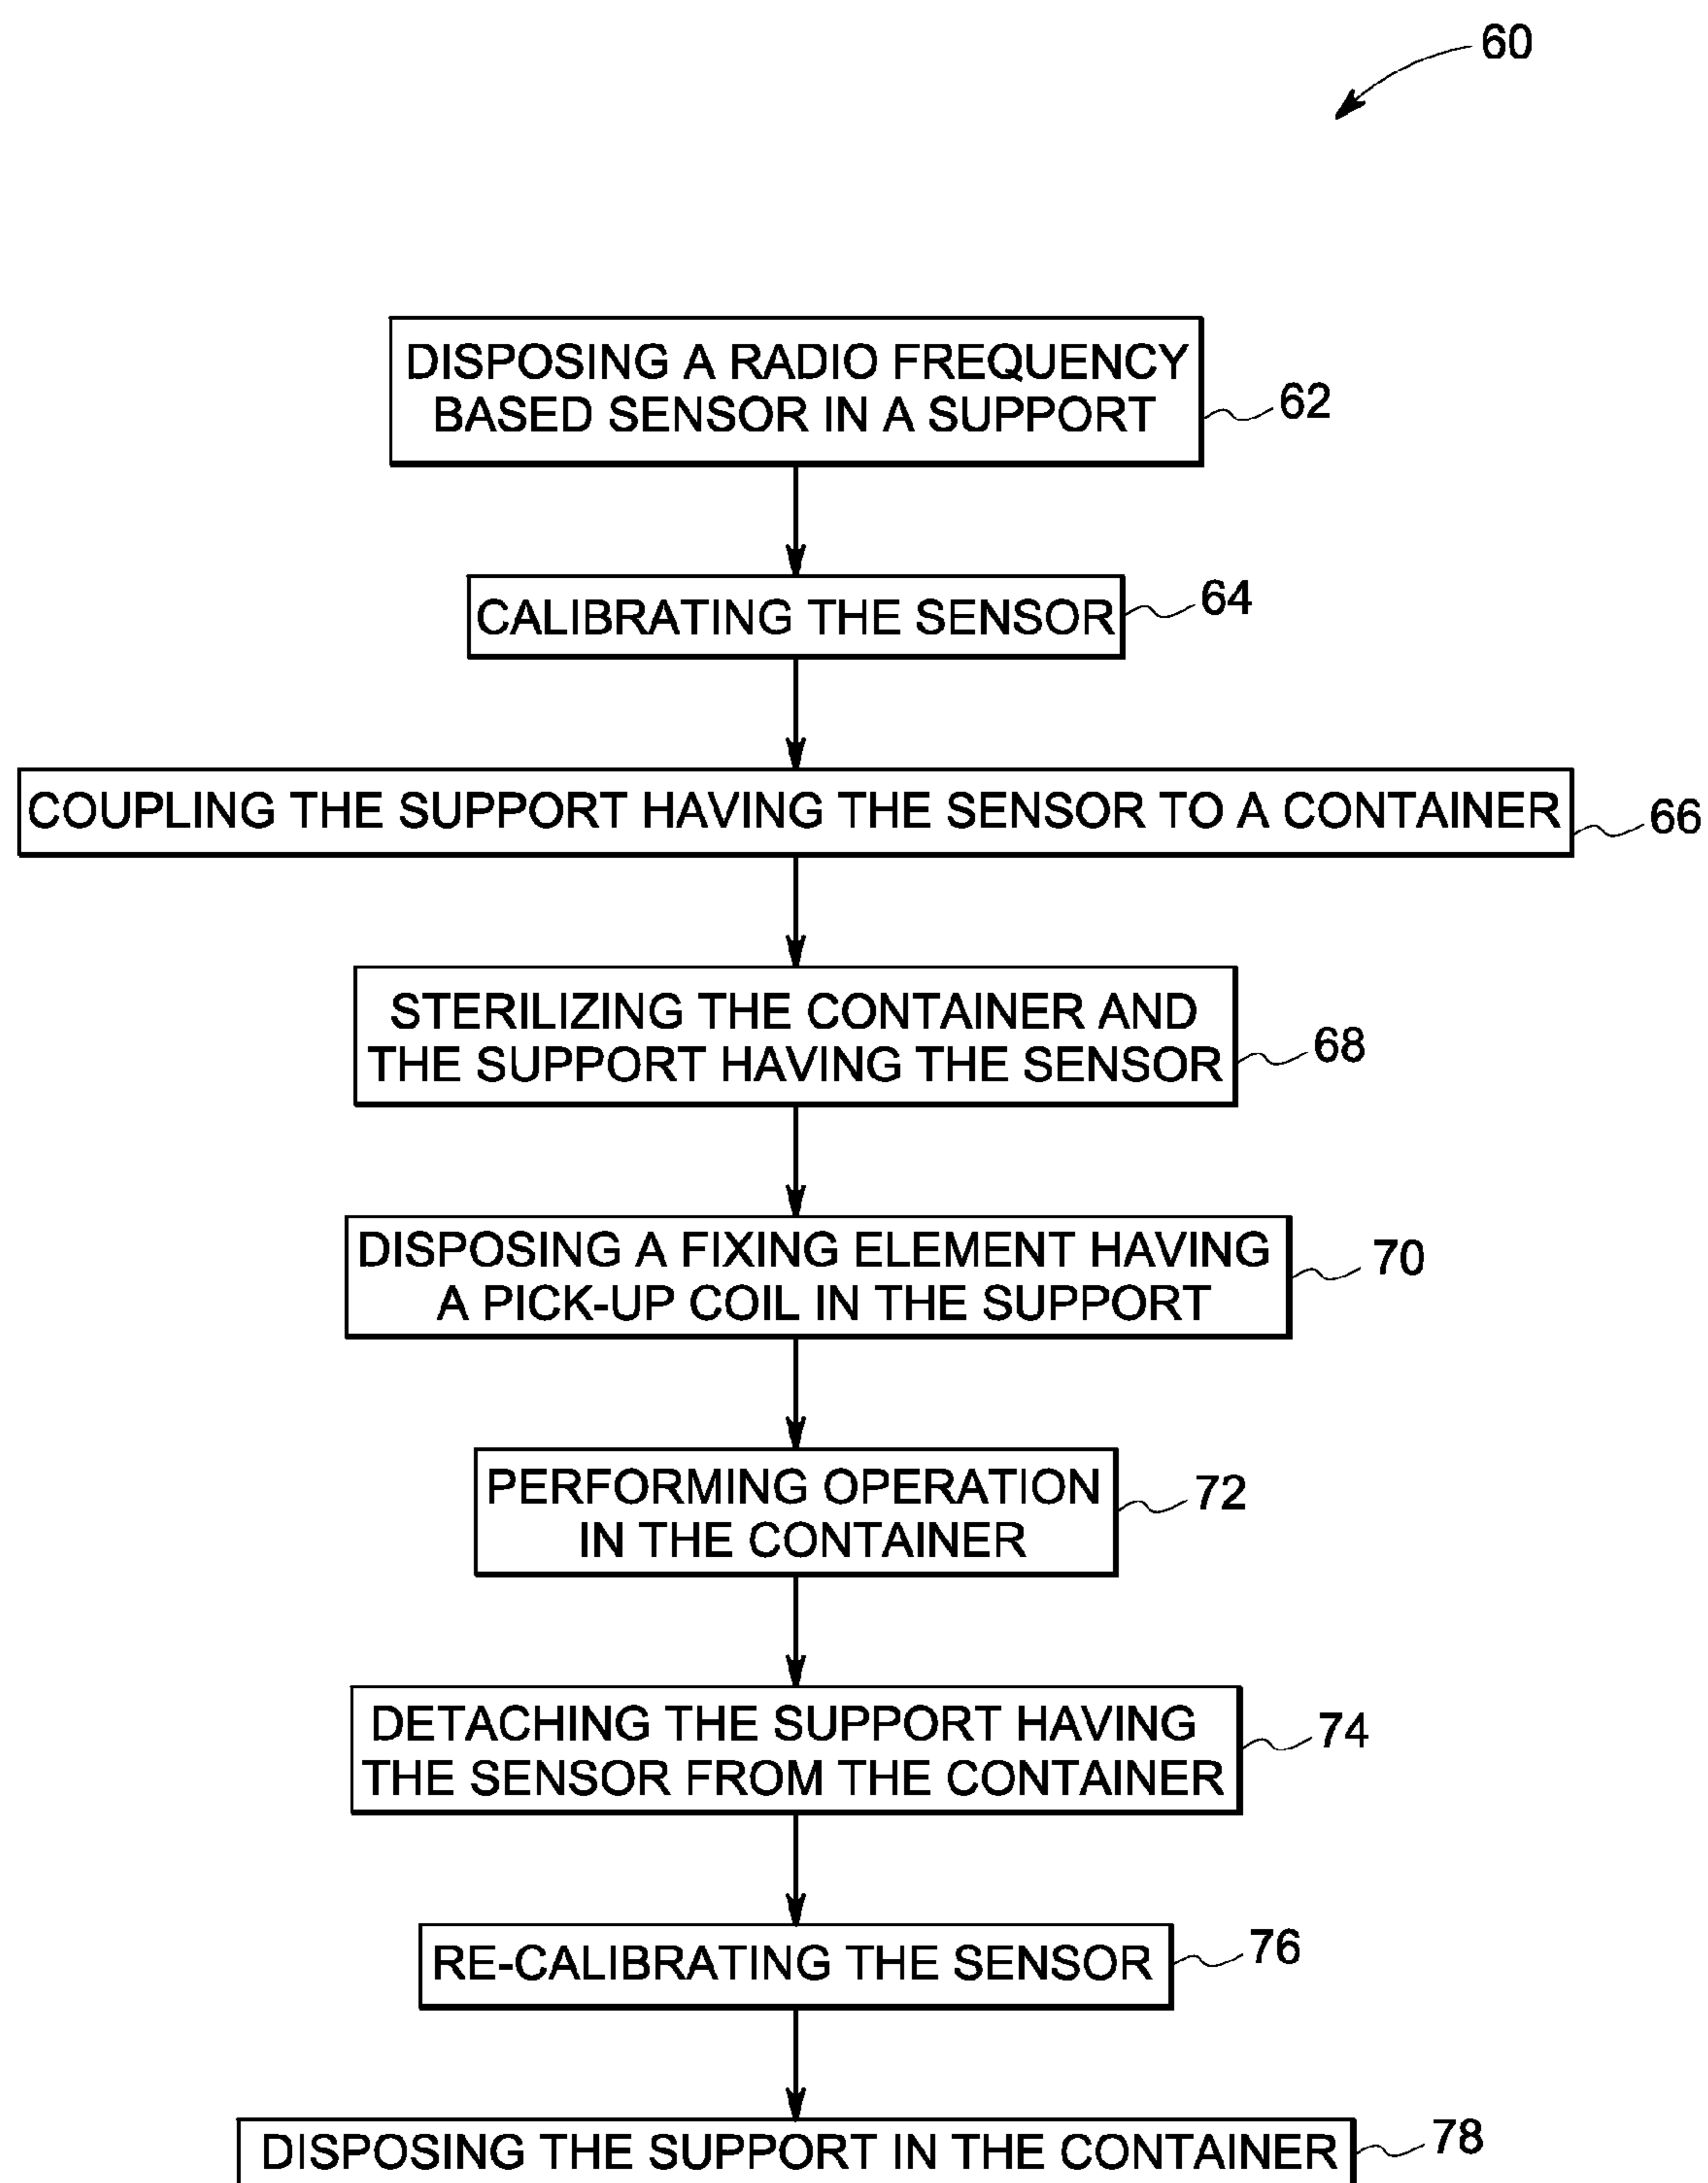 60
DISPOSING A RADIO FREQUENCY
BASED SENSOR IN A SUPPORT
62
CALIBRATING THE SENSOR
64
COUPLING THE SUPPORT HAVING THE SENSOR TO A CONTAINER
66
STERILIZING THE CONTAINER AND
THE SUPPORT HAVING THE SENSOR
68
DISPOSING A FIXING ELEMENT HAVING
A PICK-UP COIL IN THE SUPPORT
70
PERFORMING OPERATION
IN THE CONTAINER
72
DETACHING THE SUPPORT HAVING
THE SENSOR FROM THE CONTAINER
74
RE-CALIBRATING THE SENSOR
76
DISPOSING THE SUPPORT IN THE CONTAINER
78